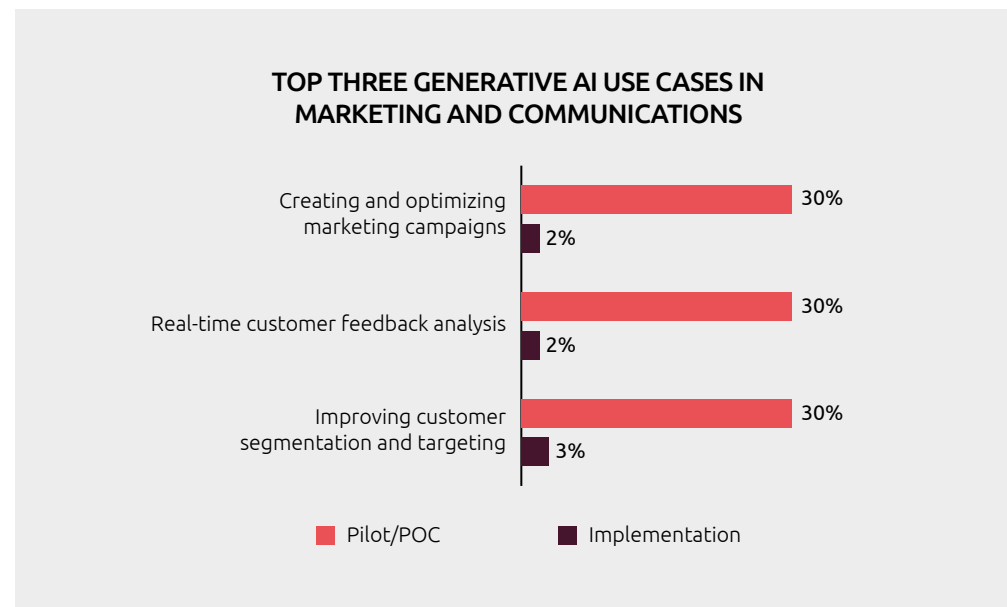 TOP THREE GENERATIVE AI USE CASES IN
MARKETING AND COMMUNICATIONS
Creating and optimizing
marketing campaigns
30%
2%
Real-time customer feedback analysis
30%
2%
Improving customer
segmentation and targeting
30%
3%
Pilot/POC
Implementation